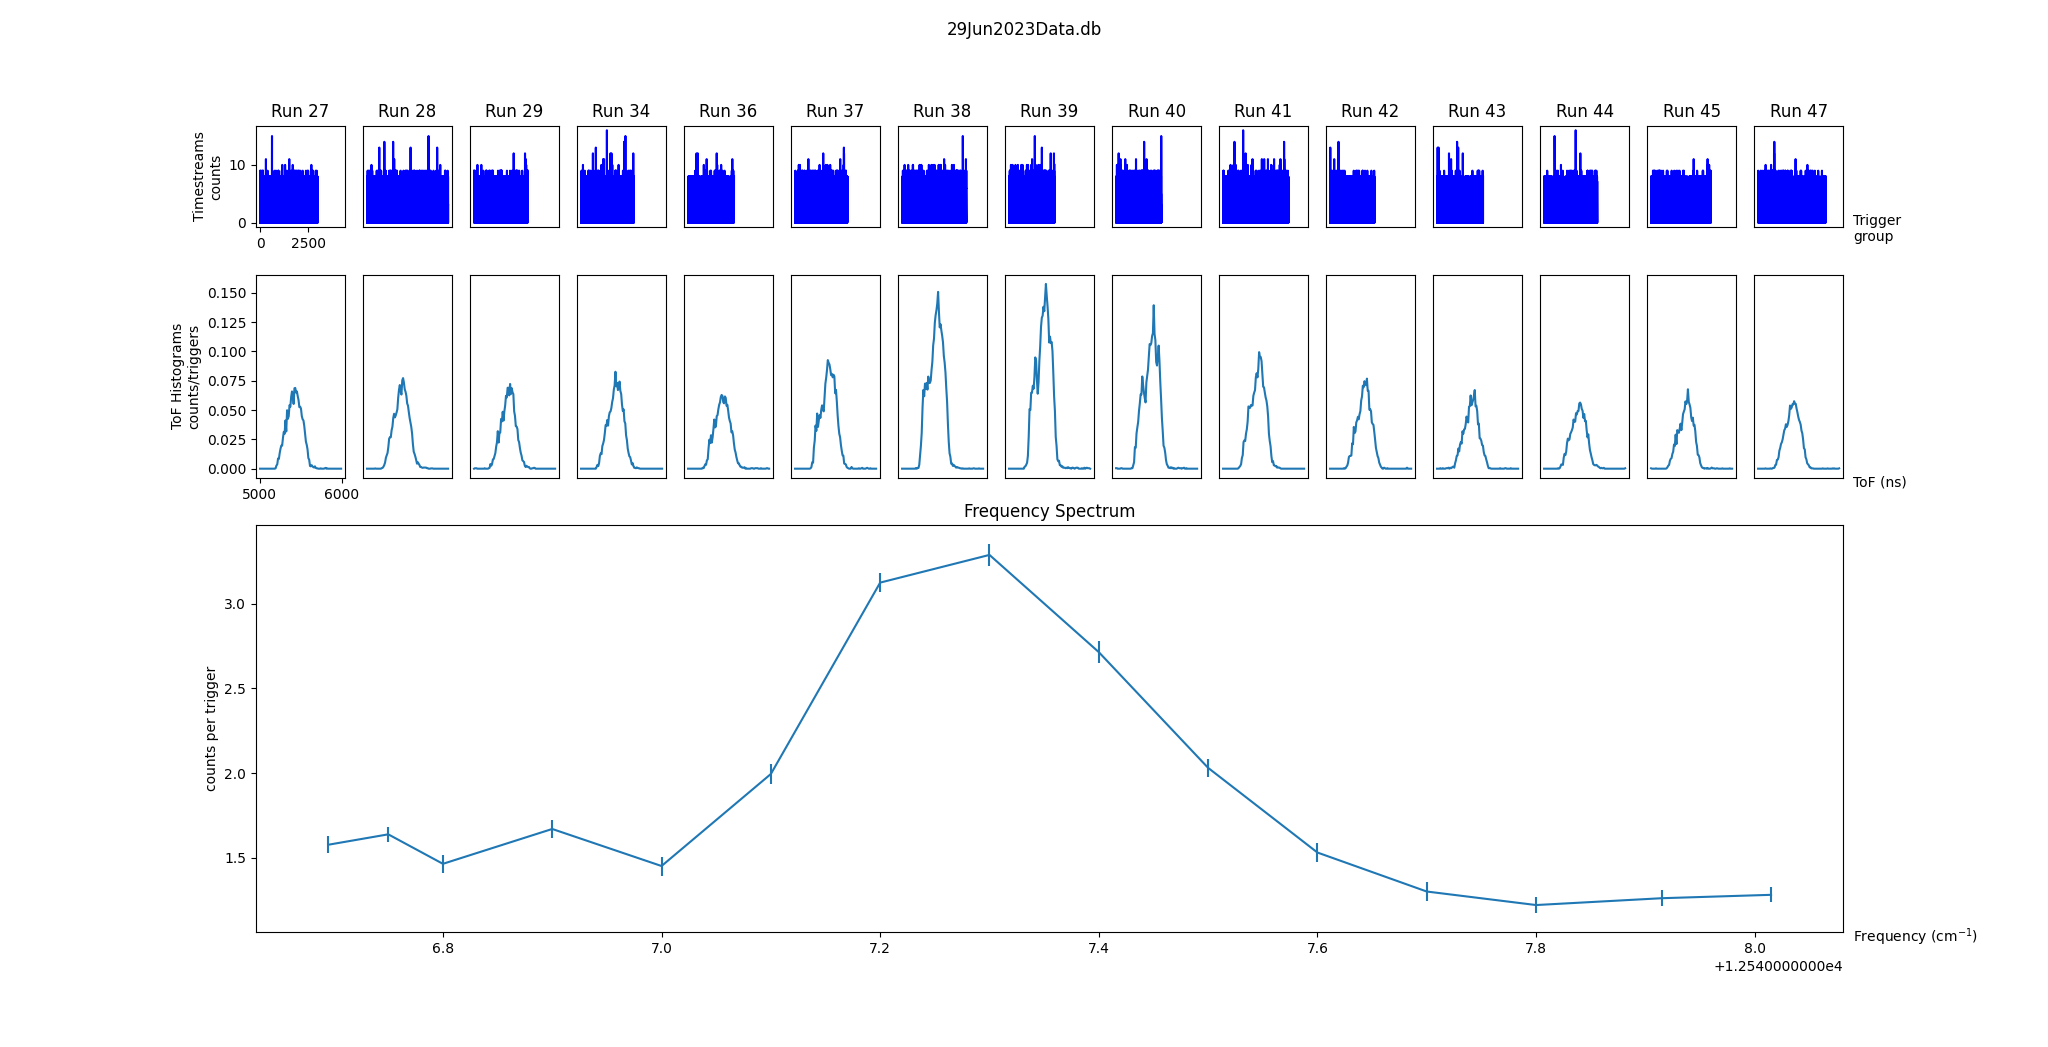 29Jun2023Data.db
Run 27 Run 28 Run 29 Run 34 Run 36 Run 37 Run 38 Run 39 Run 40 Run 41 Run 42 Run 43 Run 44 Run 45 Run 47
Timestreams
counts
10
0
0 2500
Trigger
group
ToF Histograms
counts/triggers
0.150
0.125
0.100
0.075
0.050
0.025
0.000
5000 6000
ToF (ns)
Frequency Spectrum
counts per trigger
3.0
2.5
2.0
1.5
6.8 7.0 7.2 7.4 7.6 7.8 8.0
Frequency (cm⁻¹)
+1.2540000000e4